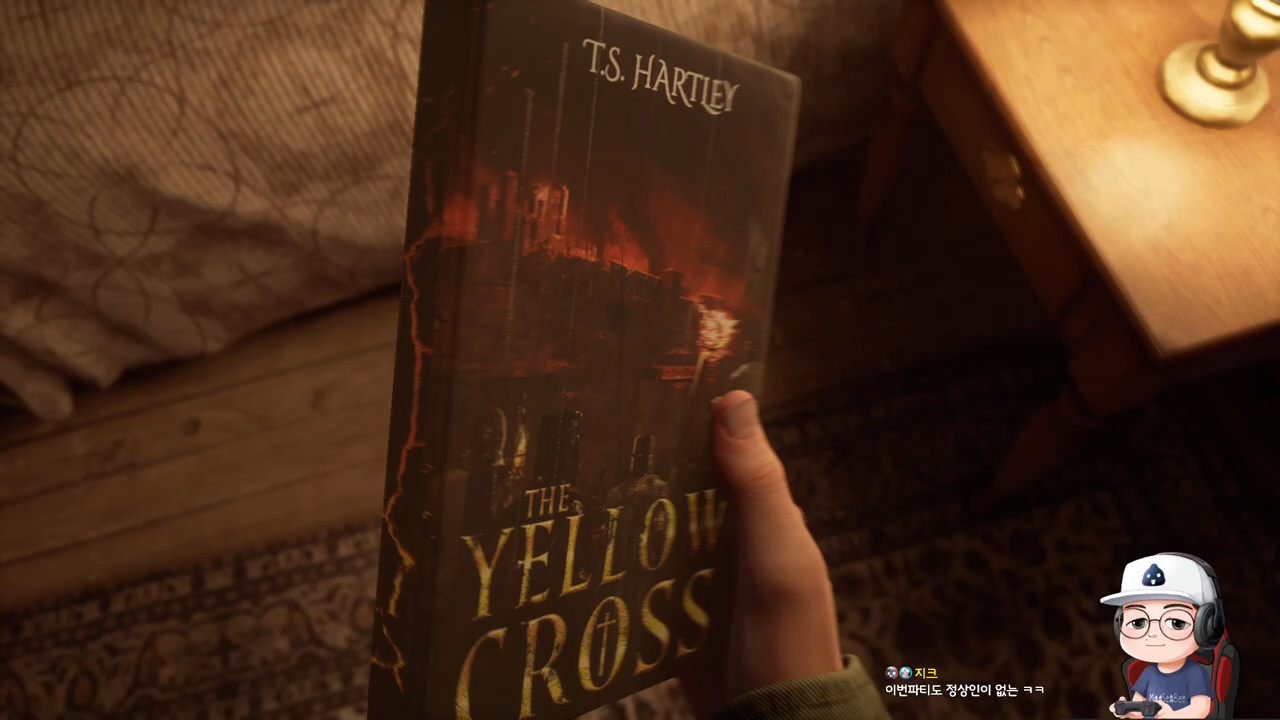 T.S. HARTLEY
THE
YELLOW
CROSS
지크
이번파티도 정상인이 없는 ㅋㅋ